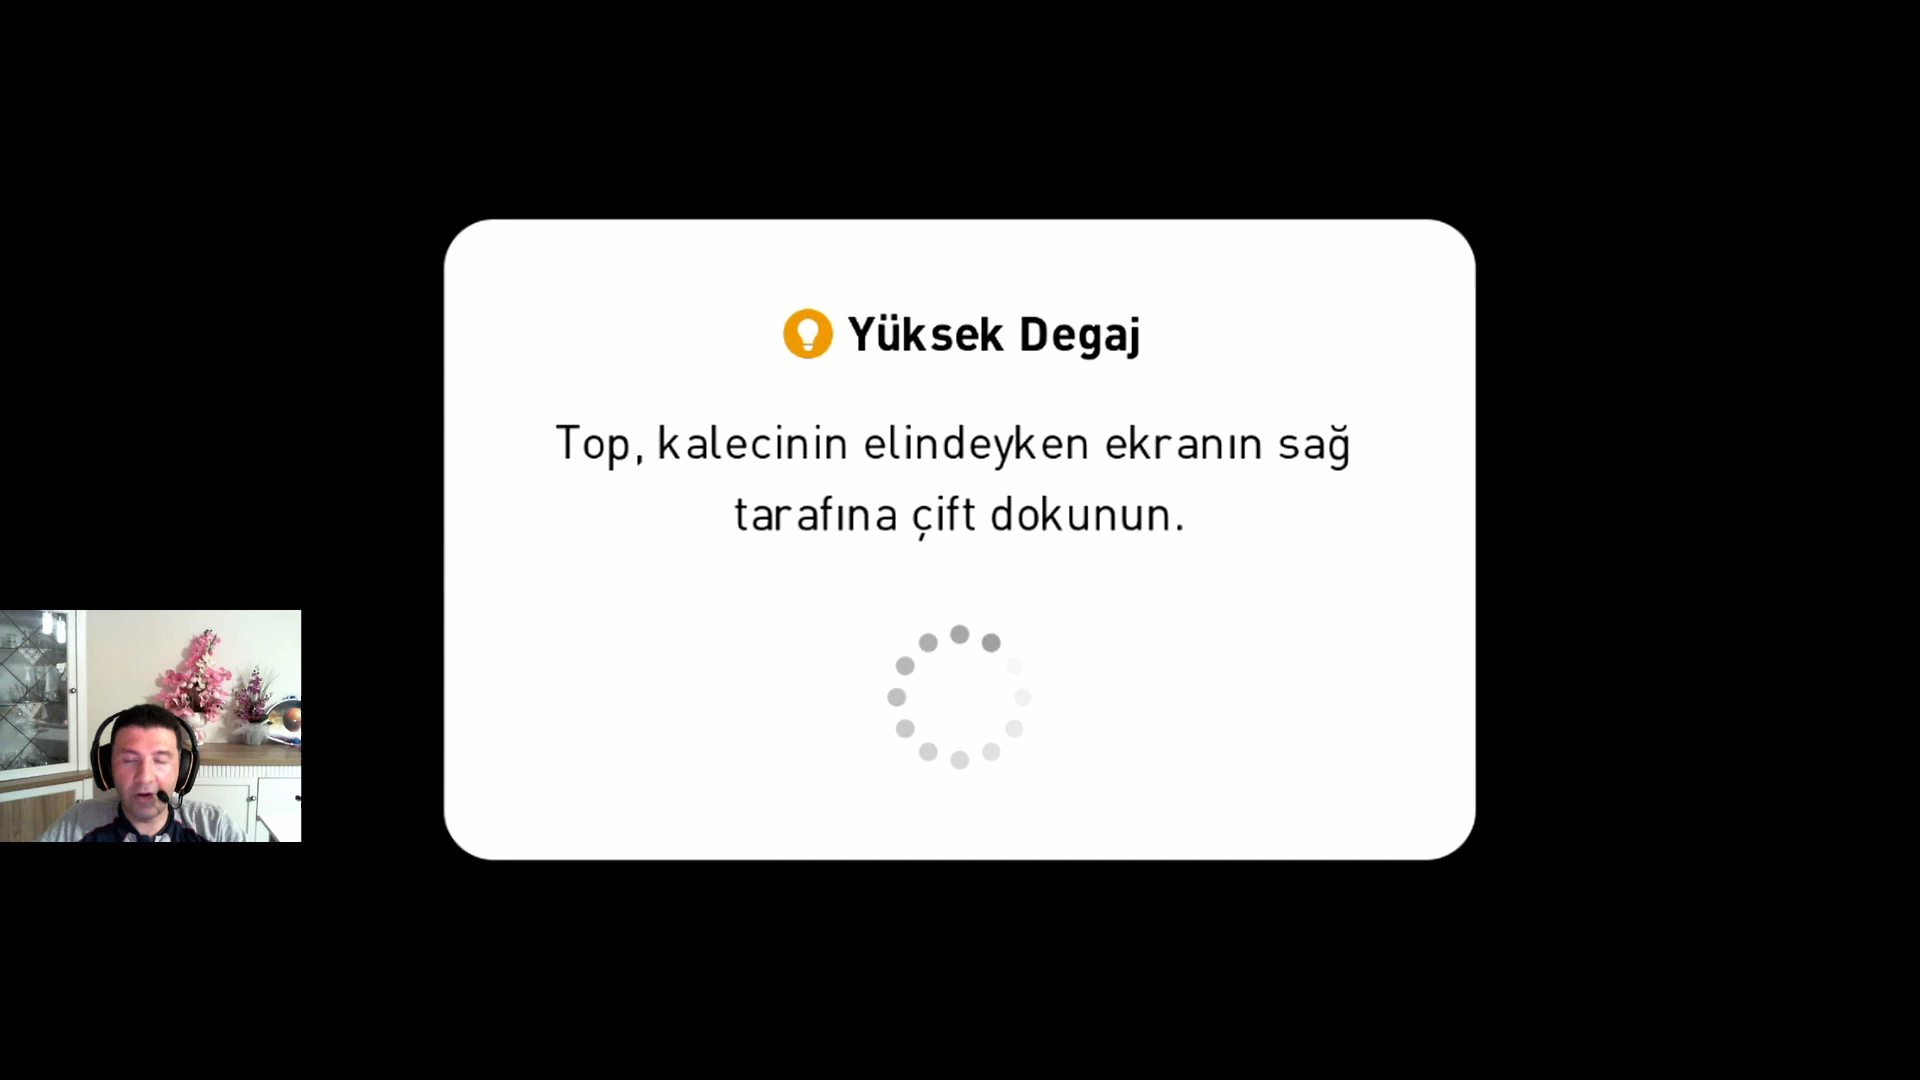 Yüksek Degaj
Top, kalecinin elindeyken ekranın sağ
tarafına çift dokunun.